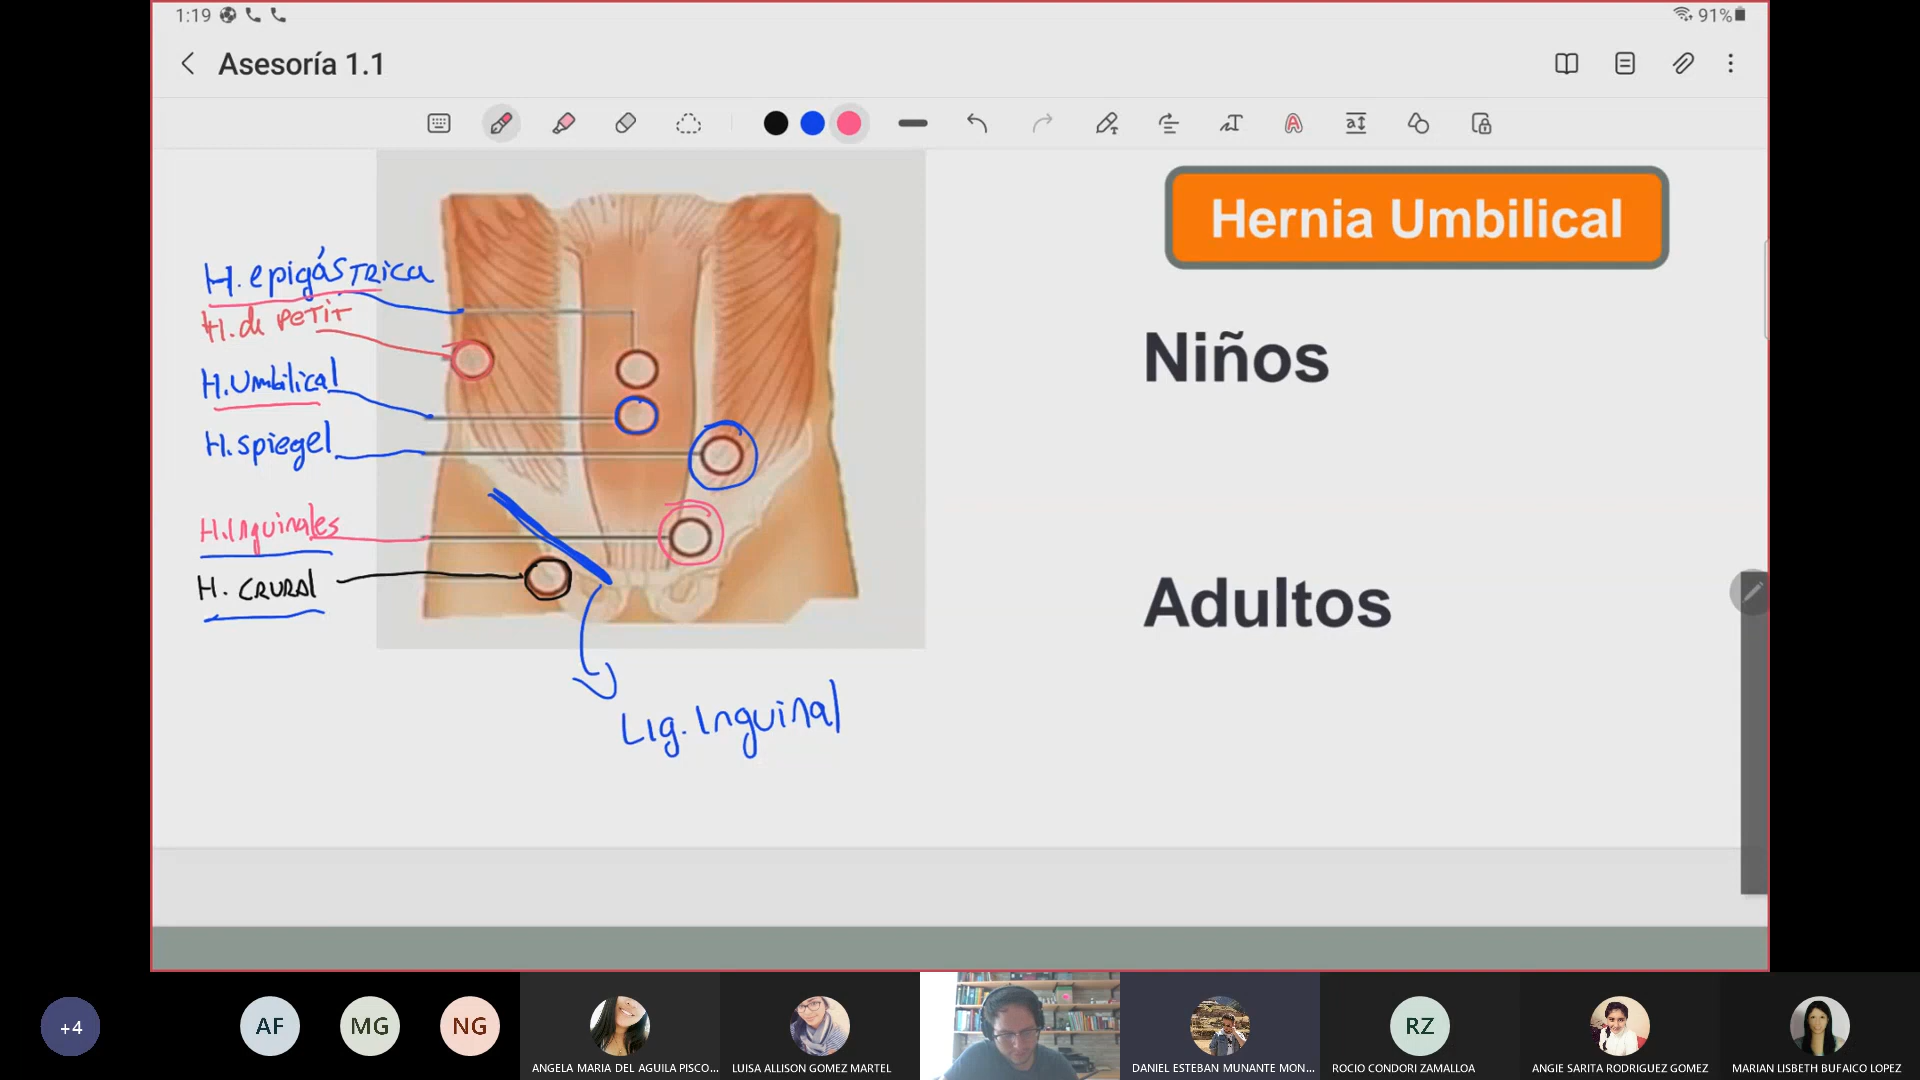 1:19
91%
Asesoría 1.1
Hernia Umbilical
H. epigástrica
H. de Petit
H. Umbilical
H. Spiegel
H. Inguinales
H. CRURAL
Lig. Inguinal
Niños
Adultos
+4
AF
MG
NG
ANGELA MARIA DEL AGUILA PISCO...
LUISA ALLISON GOMEZ MARTEL
DANIEL ESTEBAN MUNANTE MON...
RZ
ROCIO CONDORI ZAMALLOA
ANGIE SARITA RODRIGUEZ GOMEZ
MARIAN LISBETH BUFAICO LOPEZ